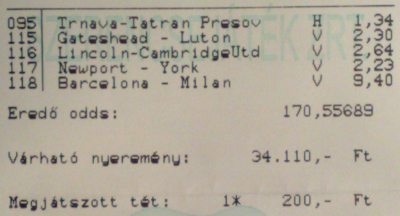 095 Trnava-Tatran Presov H 1,34
115 Gateshead - Luton V 2,30
116 Lincoln-CambridgeUtd V 2,64
117 Newport - York V 2,23
118 Barcelona - Milan V 9,40
Eredő odds: 170,55689
Várható nyeremény: 34.110,- Ft
Megjátszott tét: 1* 200,- Ft